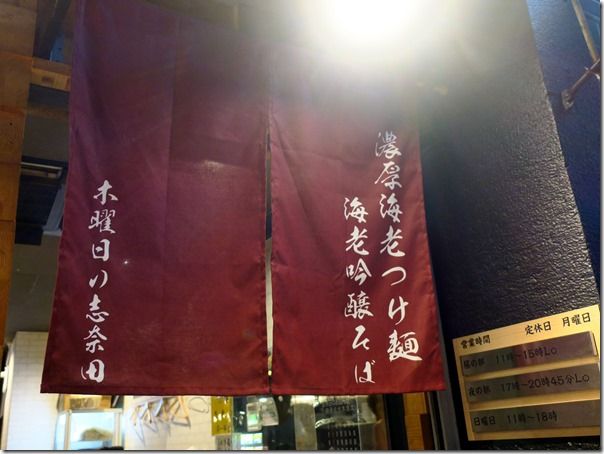 濃厚海老つけ麺
海老吟醸そば
木曜日の志奈田
営業時間 定休日 月曜日
昼の部 11時～15時Lo
夜の部 17時～20時45分Lo
日曜日 11時～18時